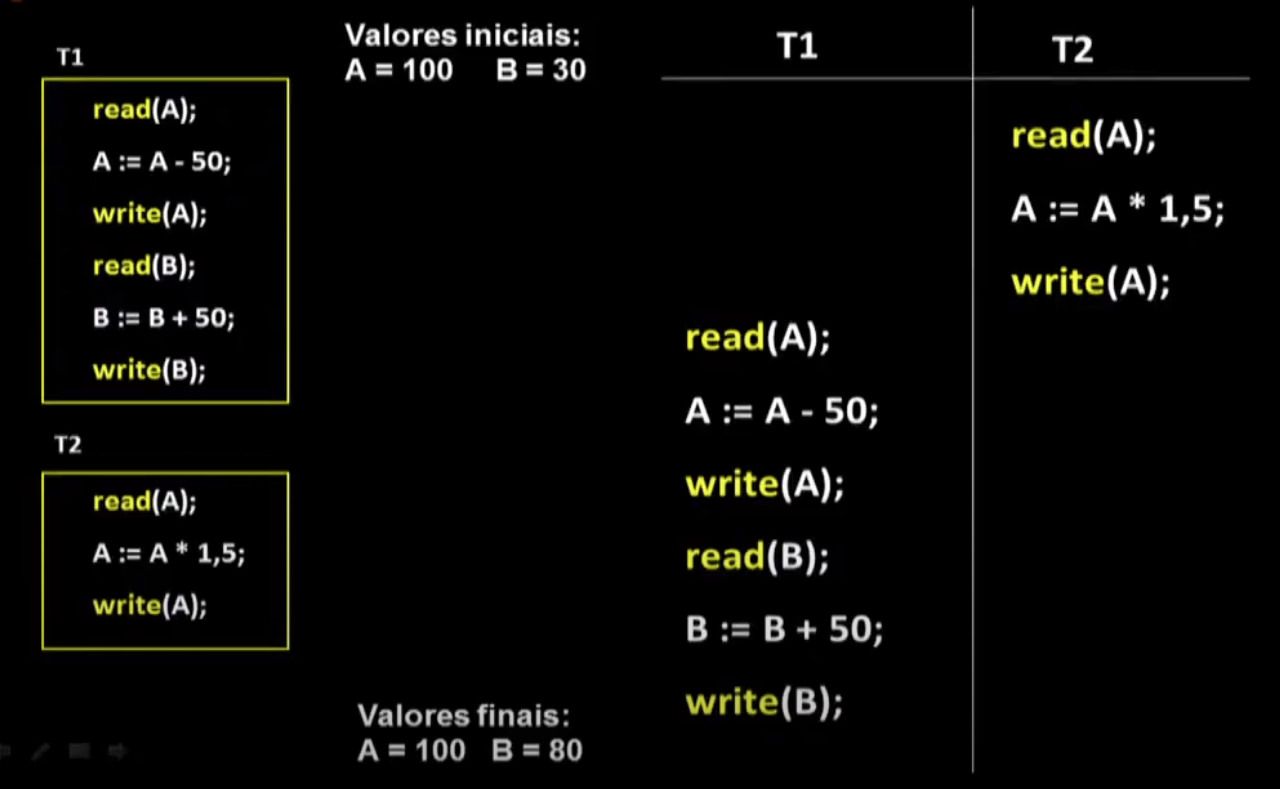 T1
read(A);
A := A - 50;
write(A);
read(B);
B := B + 50;
write(B);
T2
read(A);
A := A * 1,5;
write(A);
Valores iniciais:
A = 100 B = 30
Valores finais:
A = 100 B = 80
T1 T2
read(A);
A := A * 1,5;
write(A);
read(A);
A := A - 50;
write(A);
read(B);
B := B + 50;
write(B);